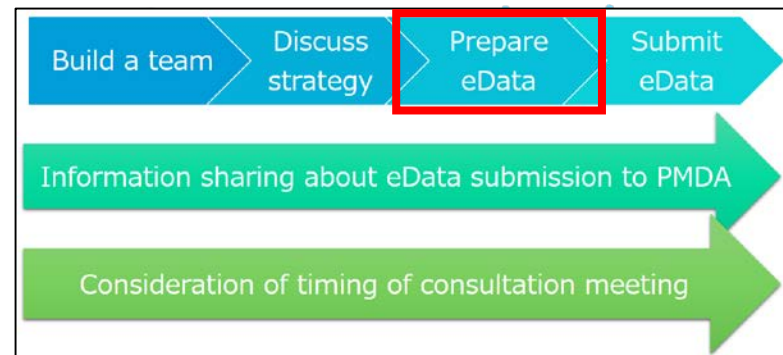 Build a team
Discuss
strategy
Prepare
eData
Submit
eData
Information sharing about eData submission to PMDA
Consideration of timing of consultation meeting